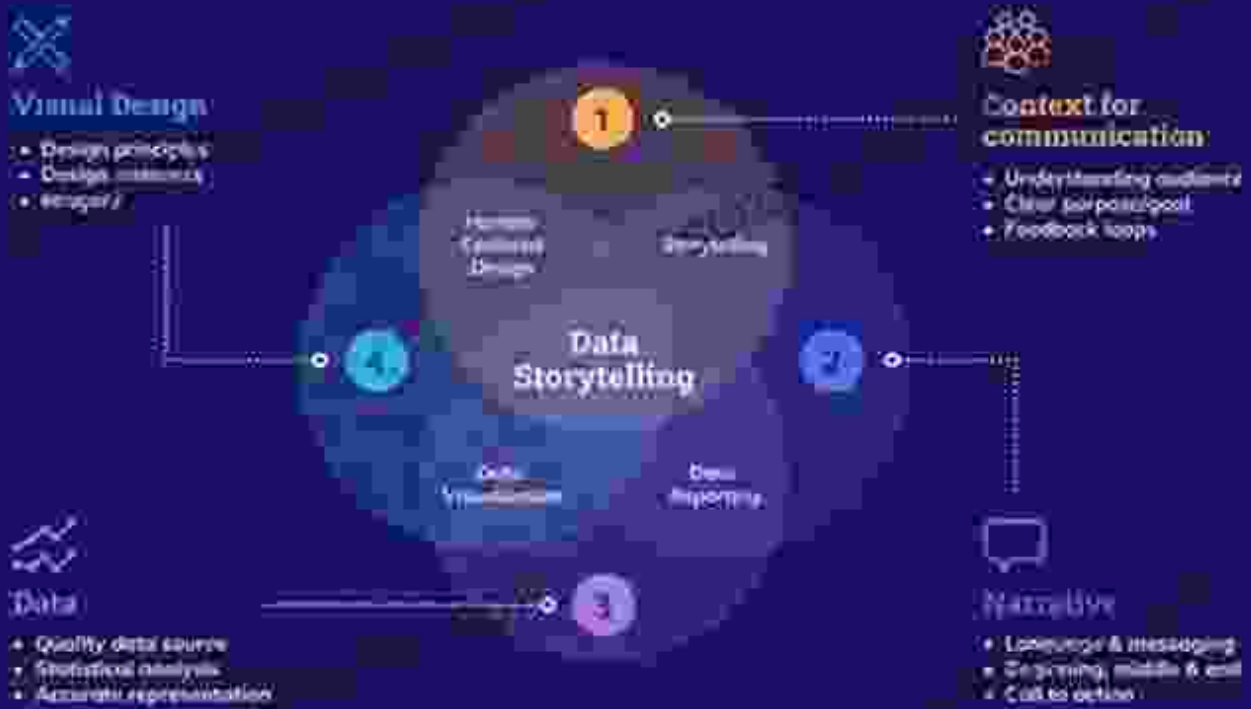 Visual Design
• Design principles
• Design elements
• Imagery
1
Context for
communication
• Understanding audience
• Clear purpose/goal
• Feedback loops
Human
Centered
Design
Storytelling
4
Data
Storytelling
2
Data
Visualization
Data
Reporting
3
Data
• Quality data source
• Statistical analysis
• Accurate representation
Narrative
• Language & messaging
• Beginning, middle & end
• Call to action